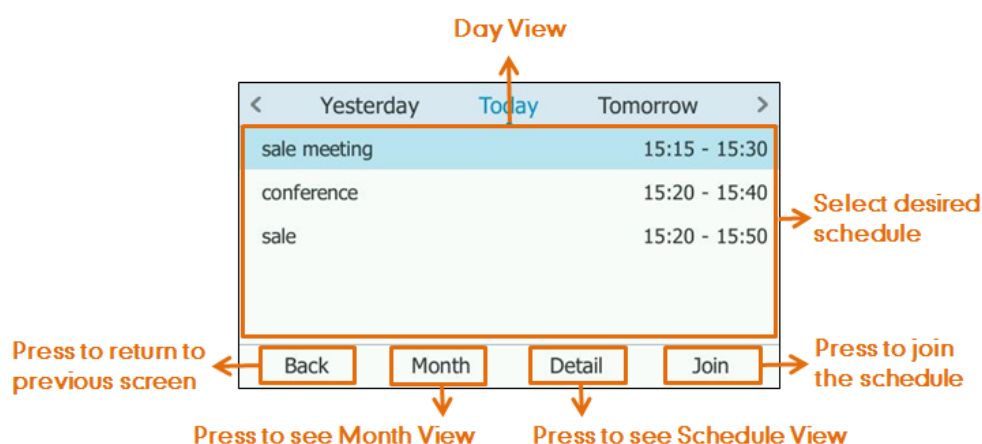 Day View
< Yesterday Today Tomorrow >
sale meeting 15:15 - 15:30
conference 15:20 - 15:40
sale 15:20 - 15:50
Select desired
schedule
Press to return to
previous screen
Back Month Detail Join
Press to join
the schedule
Press to see Month View Press to see Schedule View